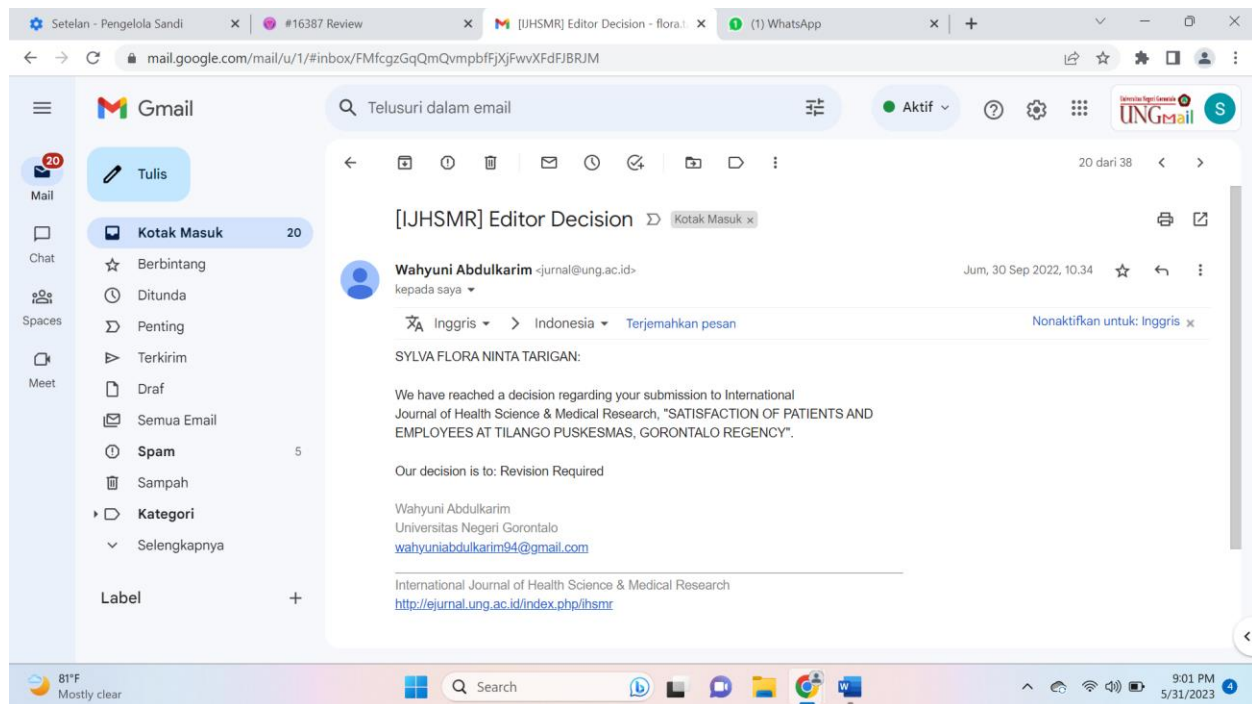 Setelan - Pengelola Sandi
#16387 Review
[IJHSMR] Editor Decision - flora.t
(1) WhatsApp
mail.google.com/mail/u/1/#inbox/FMfcgzGqQmQvmpbfFjXjFwvXFdFJBRJM
Gmail
Telusuri dalam email
Aktif
Universitas Negeri Gorontalo
UNGMail
S
20
Mail
Chat
Spaces
Meet
Tulis
Kotak Masuk 20
Berbintang
Ditunda
Penting
Terkirim
Draf
Semua Email
Spam 5
Sampah
Kategori
Selengkapnya
Label
20 dari 38
[IJHSMR] Editor Decision Kotak Masuk x
Wahyuni Abdulkarim <jurnal@ung.ac.id> Jum, 30 Sep 2022, 10.34
kepada saya
Inggris > Indonesia Terjemahkan pesan Nonaktifkan untuk: Inggris x
SYLVA FLORA NINTA TARIGAN:
We have reached a decision regarding your submission to International
Journal of Health Science & Medical Research, "SATISFACTION OF PATIENTS AND
EMPLOYEES AT TILANGO PUSKESMAS, GORONTALO REGENCY".
Our decision is to: Revision Required
Wahyuni Abdulkarim
Universitas Negeri Gorontalo
wahyuniabdulkarim94@gmail.com
International Journal of Health Science & Medical Research
http://ejurnal.ung.ac.id/index.php/ihsmr
81°F
Mostly clear
Search
9:01 PM
5/31/2023
4